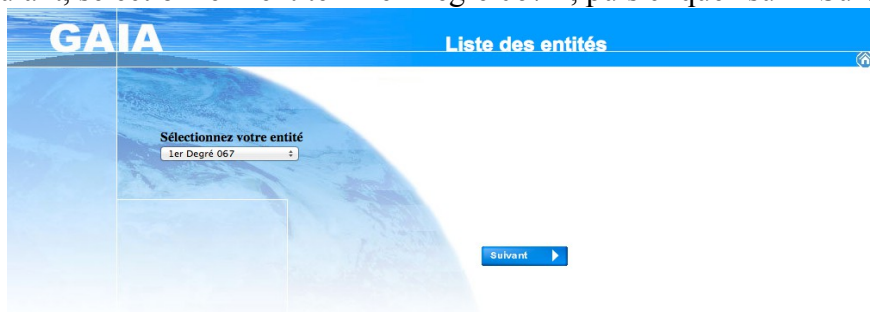 GAIA
Liste des entités
Sélectionnez votre entité
1er Degré 067
Suivant